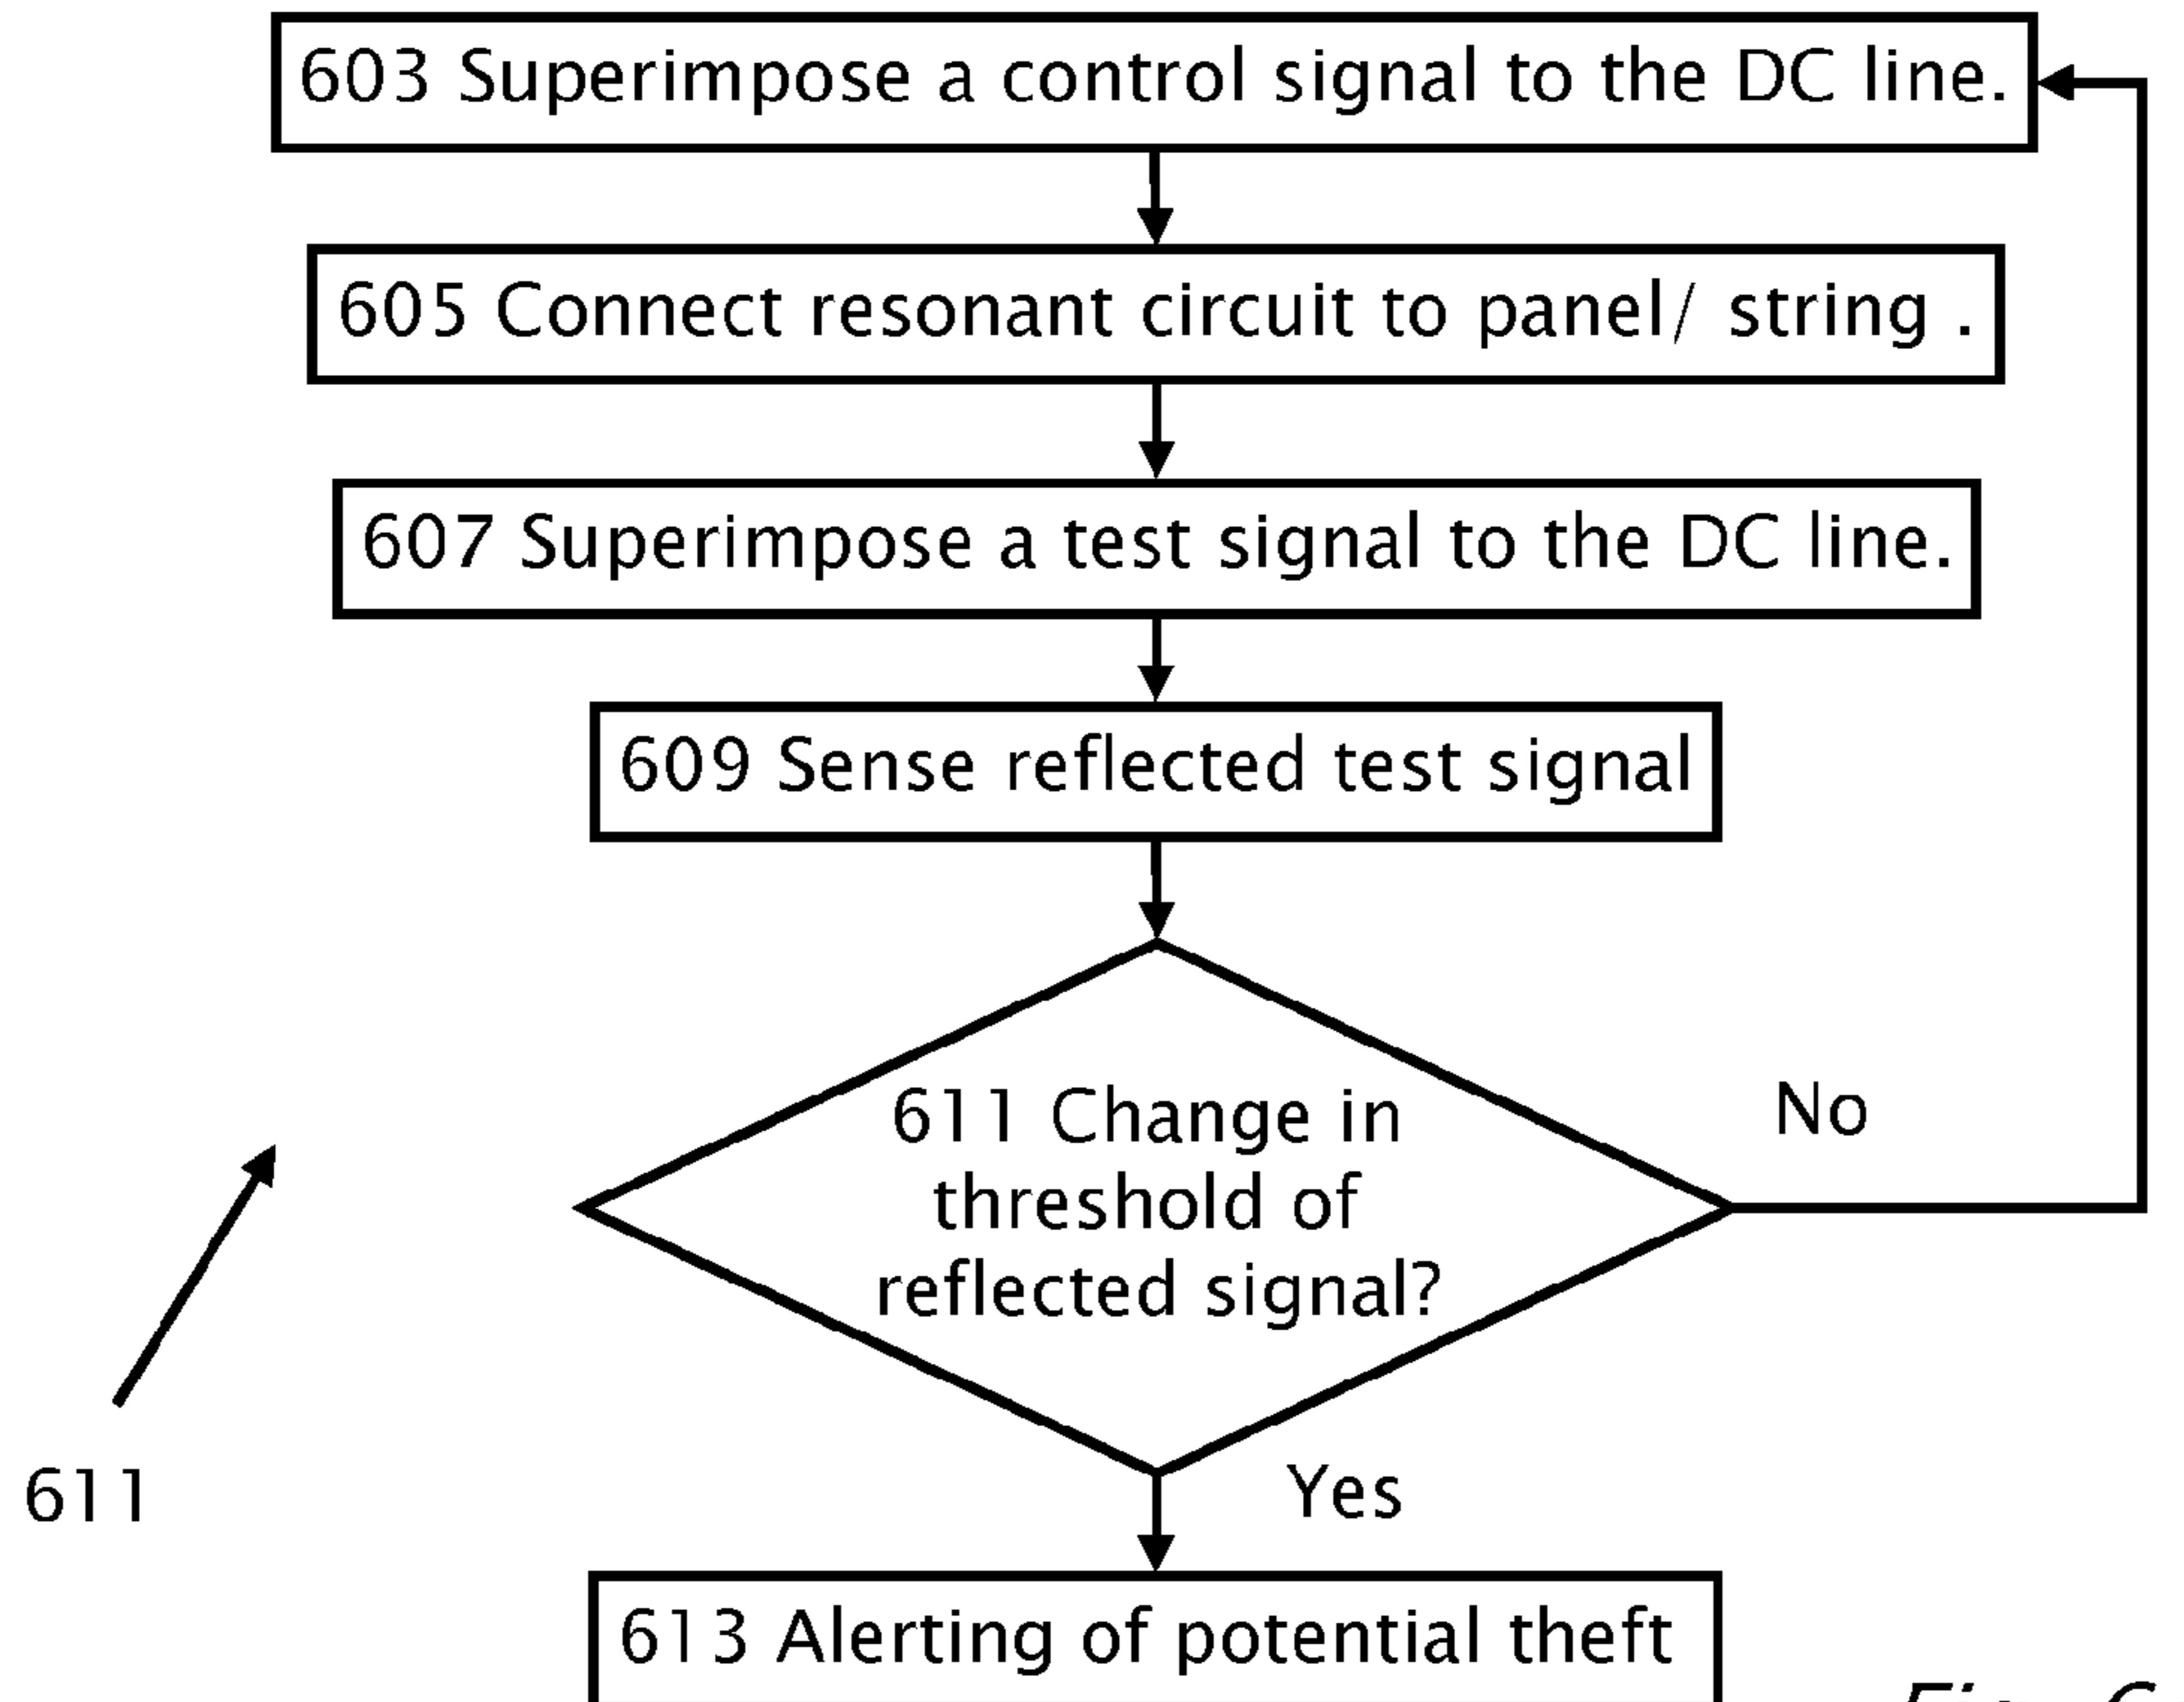 603 Superimpose a control signal to the DC line.
605 Connect resonant circuit to panel/ string .
607 Superimpose a test signal to the DC line.
609 Sense reflected test signal
611 Change in
threshold of
reflected signal?
No
Yes
611
613 Alerting of potential theft